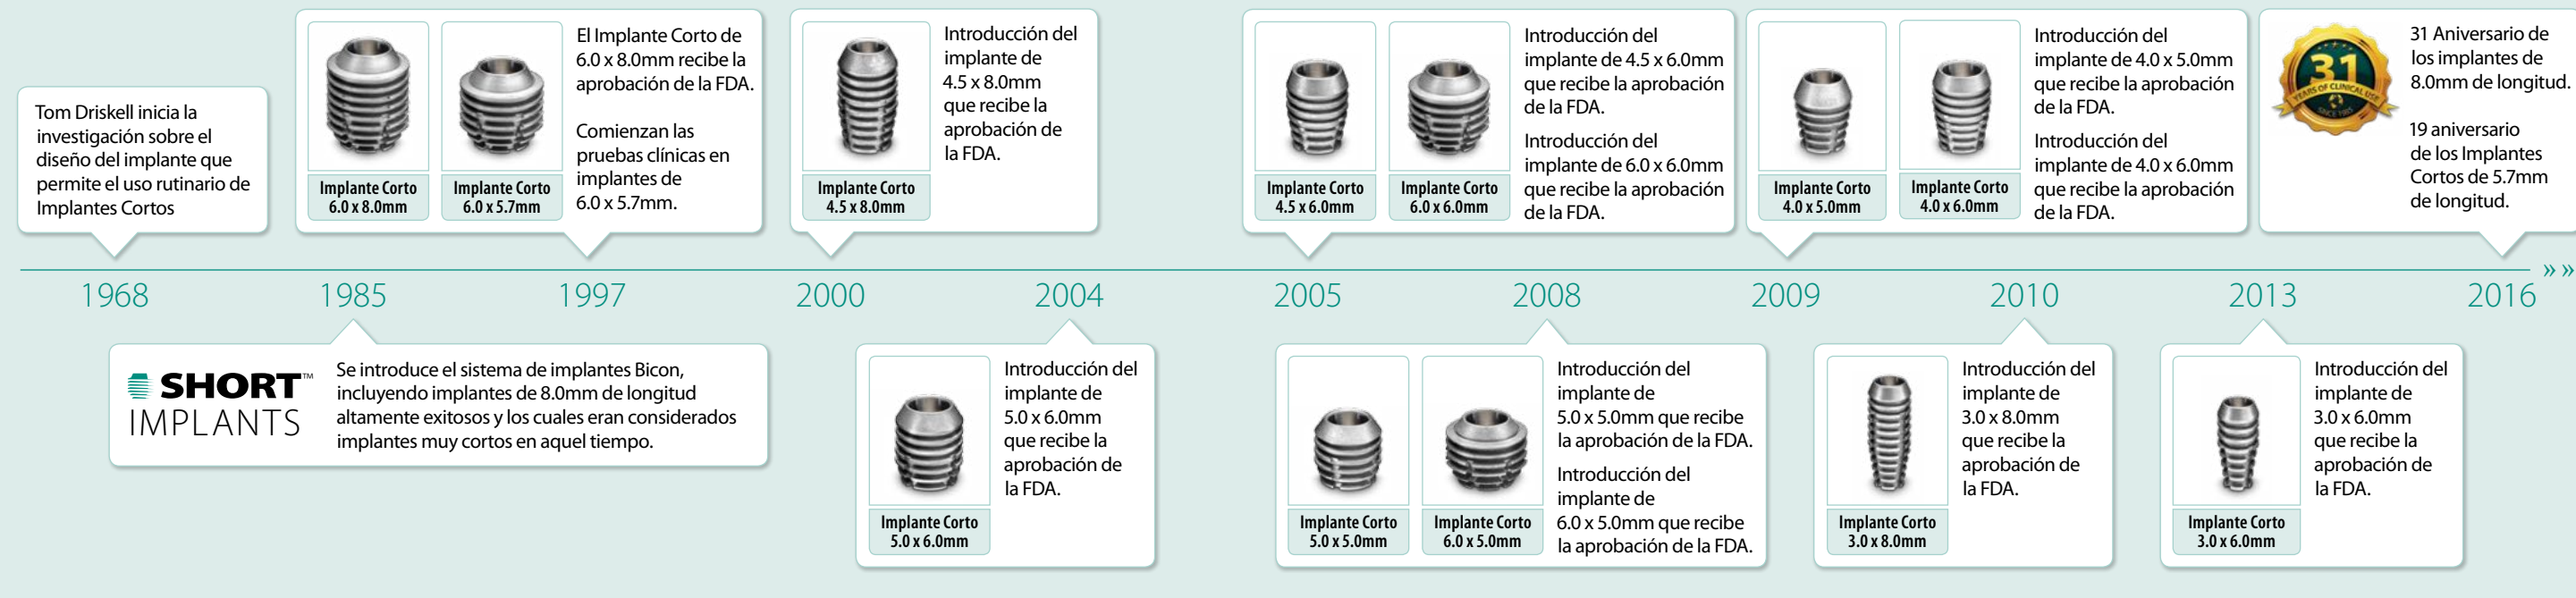 Tom Driskell inicia la
investigación sobre el
diseño del implante que
permite el uso rutinario de
Implantes Cortos
Implante Corto
6.0 x 8.0mm
Implante Corto
6.0 x 5.7mm
El Implante Corto de
6.0 x 8.0mm recibe la
aprobación de la FDA.
Comienzan las
pruebas clínicas en
implantes de
6.0 x 5.7mm.
Implante Corto
4.5 x 8.0mm
Introducción del
implante de
4.5 x 8.0mm
que recibe la
aprobación de
la FDA.
Implante Corto
4.5 x 6.0mm
Implante Corto
6.0 x 6.0mm
Introducción del
implante de 4.5 x 6.0mm
que recibe la aprobación
de la FDA.
Introducción del
implante de 6.0 x 6.0mm
que recibe la aprobación
de la FDA.
Implante Corto
4.0 x 5.0mm
Implante Corto
4.0 x 6.0mm
Introducción del
implante de 4.0 x 5.0mm
que recibe la aprobación
de la FDA.
Introducción del
implante de 4.0 x 6.0mm
que recibe la aprobación
de la FDA.
31
YEARS OF CLINICAL USE
SINCE 1985
31 Aniversario de
los implantes de
8.0mm de longitud.
19 aniversario
de los Implantes
Cortos de 5.7mm
de longitud.
1968
1985
1997
2000
2004
2005
2008
2009
2010
2013
2016
»»
SHORT™
IMPLANTS
Se introduce el sistema de implantes Bicon,
incluyendo implantes de 8.0mm de longitud
altamente exitosos y los cuales eran considerados
implantes muy cortos en aquel tiempo.
Implante Corto
5.0 x 6.0mm
Introducción del
implante de
5.0 x 6.0mm
que recibe la
aprobación de
la FDA.
Implante Corto
5.0 x 5.0mm
Implante Corto
6.0 x 5.0mm
Introducción del
implante de
5.0 x 5.0mm que recibe
la aprobación de la FDA.
Introducción del
implante de
6.0 x 5.0mm que recibe
la aprobación de la FDA.
Implante Corto
3.0 x 8.0mm
Introducción del
implante de
3.0 x 8.0mm
que recibe la
aprobación de
la FDA.
Implante Corto
3.0 x 6.0mm
Introducción del
implante de
3.0 x 6.0mm
que recibe la
aprobación de
la FDA.